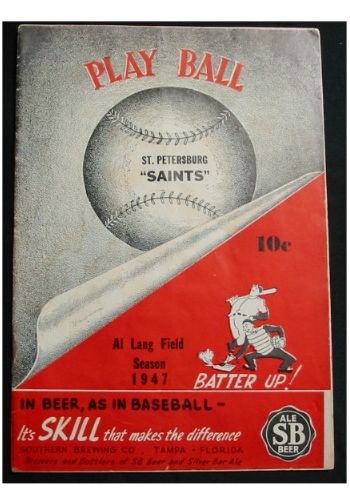 PLAY BALL
ST. PETERSBURG
"SAINTS"
10c
Al Lang Field
Season
1947
BATTER UP!
IN BEER, AS IN BASEBALL -
It's SKILL that makes the difference
SOUTHERN BREWING CO., TAMPA • FLORIDA
Brewers and Bottlers of SB Beer and Silver Bar Ale
ALE
SB
BEER